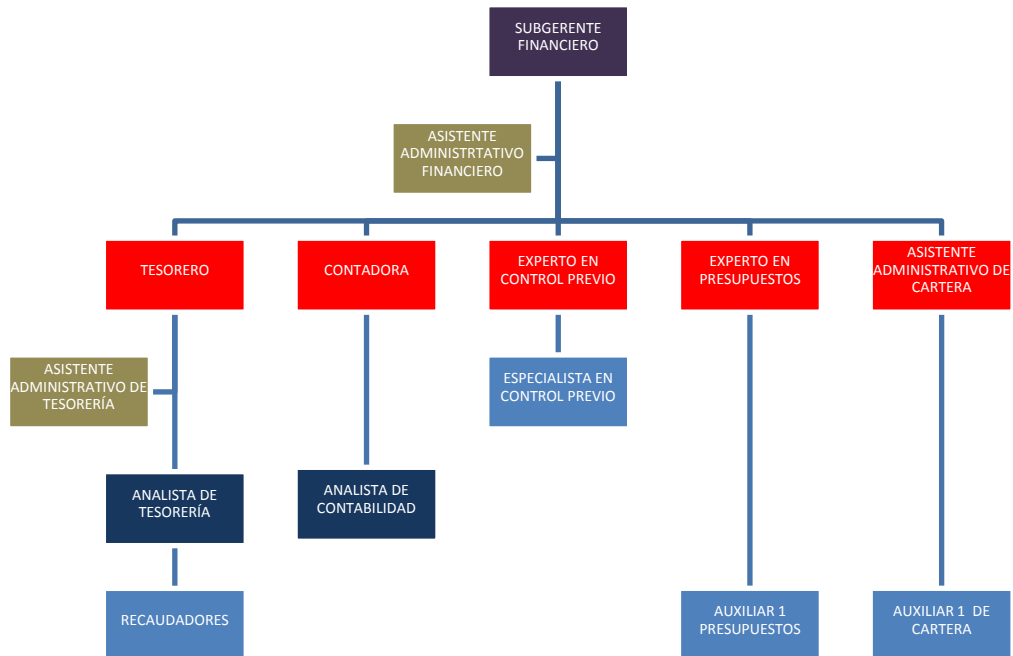 SUBGERENTE
FINANCIERO
ASISTENTE
ADMINISTRTATIVO
FINANCIERO
TESORERO
CONTADORA
EXPERTO EN
CONTROL PREVIO
EXPERTO EN
PRESUPUESTOS
ASISTENTE
ADMINISTRATIVO DE
CARTERA
ASISTENTE
ADMINISTRATIVO DE
TESORERÍA
ESPECIALISTA EN
CONTROL PREVIO
ANALISTA DE
TESORERÍA
ANALISTA DE
CONTABILIDAD
RECAUDADORES
AUXILIAR 1
PRESUPUESTOS
AUXILIAR 1  DE
CARTERA